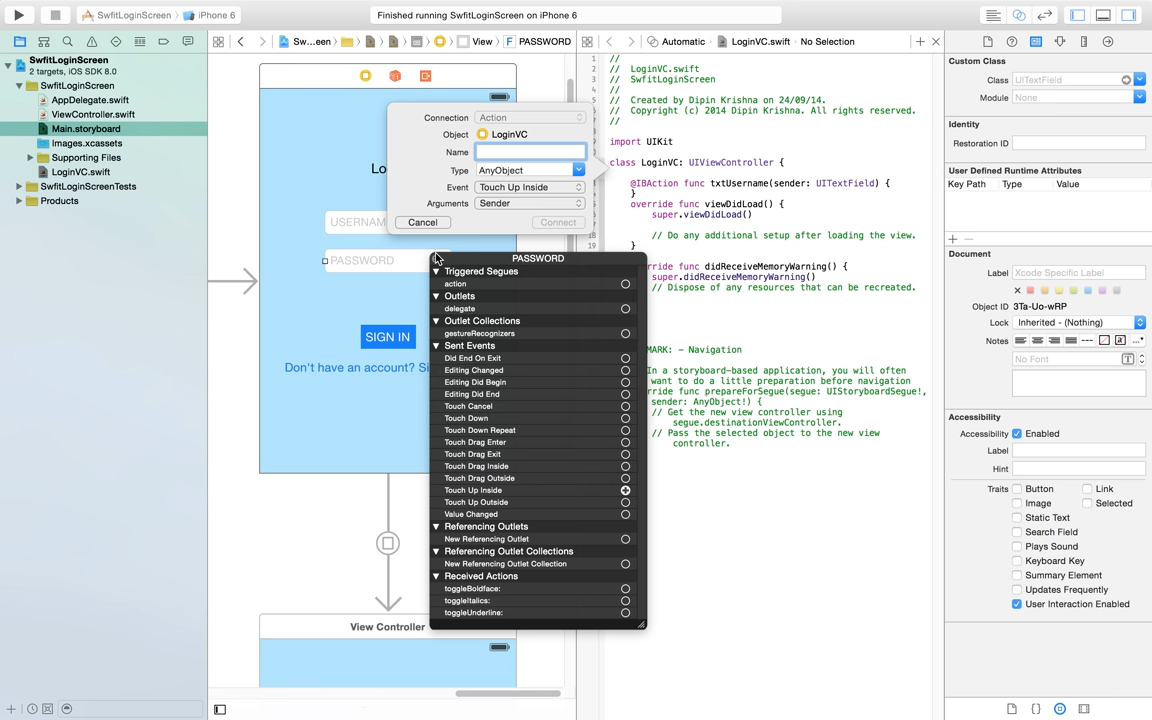 SwfitLoginScreen
iPhone 6
Finished running SwfitLoginScreen on iPhone 6
Sw...een
View
F PASSWORD
Automatic
LoginVC.swift
No Selection
SwfitLoginScreen
2 targets, iOS SDK 8.0
SwfitLoginScreen
AppDelegate.swift
ViewController.swift
Main.storyboard
Images.xcassets
Supporting Files
LoginVC.swift
SwfitLoginScreenTests
Products
Lo
USERNAM
PASSWORD
SIGN IN
Don't have an account? Si
View Controller
Connection Action
Object LoginVC
Name
Type AnyObject
Event Touch Up Inside
Arguments Sender
Cancel
Connect
PASSWORD
Triggered Segues
action
Outlets
delegate
Outlet Collections
gestureRecognizers
Sent Events
Did End On Exit
Editing Changed
Editing Did Begin
Editing Did End
Touch Cancel
Touch Down
Touch Down Repeat
Touch Drag Enter
Touch Drag Exit
Touch Drag Inside
Touch Drag Outside
Touch Up Inside
Touch Up Outside
Value Changed
Referencing Outlets
New Referencing Outlet
Referencing Outlet Collections
New Referencing Outlet Collection
Received Actions
toggleBoldface:
toggleItalics:
toggleUnderline:
//
// LoginVC.swift
// SwfitLoginScreen
//
// Created by Dipin Krishna on 24/09/14.
// Copyright (c) 2014 Dipin Krishna. All rights reserved.
//
import UIKit
class LoginVC: UIViewController {
@IBAction func txtUsername(sender: UITextField) {
}
override func viewDidLoad() {
super.viewDidLoad()
18 // Do any additional setup after loading the view.
19 }
rride func didReceiveMemoryWarning() {
super.didReceiveMemoryWarning()
// Dispose of any resources that can be recreated.
MARK: - Navigation
In a storyboard-based application, you will often
want to do a little preparation before navigation
rride func prepareForSegue(segue: UIStoryboardSegue!,
sender: AnyObject!) {
// Get the new view controller using
segue.destinationViewController.
// Pass the selected object to the new view
controller.
Custom Class
Class UITextField
Module None
Identity
Restoration ID
User Defined Runtime Attributes
Key Path Type Value
Document
Label Xcode Specific Label
Object ID 3Ta-Uo-wRP
Lock Inherited - (Nothing)
Notes
No Font
Accessibility
Accessibility Enabled
Label
Hint
Traits Button Link
Image Selected
Static Text
Search Field
Plays Sound
Keyboard Key
Summary Element
Updates Frequently
User Interaction Enabled